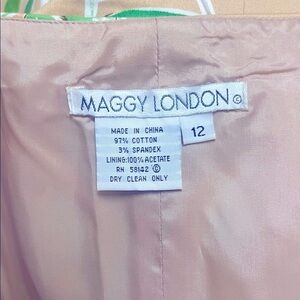 MAGGY LONDON ©
MADE IN CHINA
97% COTTON
3% SPANDEX
LINING:100% ACETATE
RN 58142 ©
DRY CLEAN ONLY
12